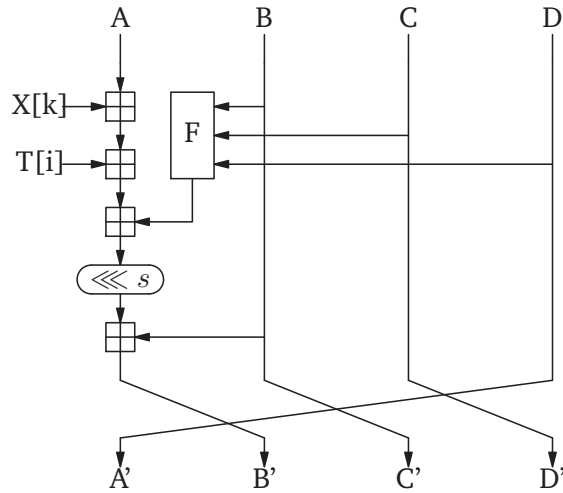 A B C D
X[k]
F
T[i]
⋘ s
A' B' C' D'